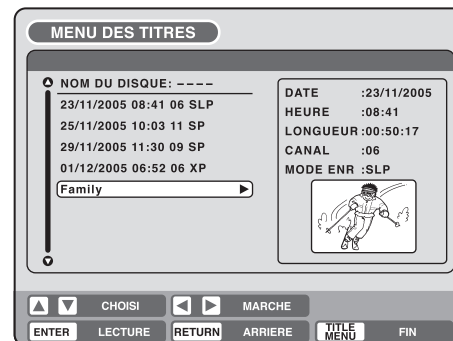 MENU DES TITRES
NOM DU DISQUE: ----
23/11/2005 08:41 06 SLP
25/11/2005 10:03 11 SP
29/11/2005 11:30 09 SP
01/12/2005 06:52 06 XP
Family
DATE :23/11/2005
HEURE :08:41
LONGUEUR :00:50:17
CANAL :06
MODE ENR :SLP
CHOISI MARCHE
ENTER LECTURE RETURN ARRIERE TITLE MENU FIN